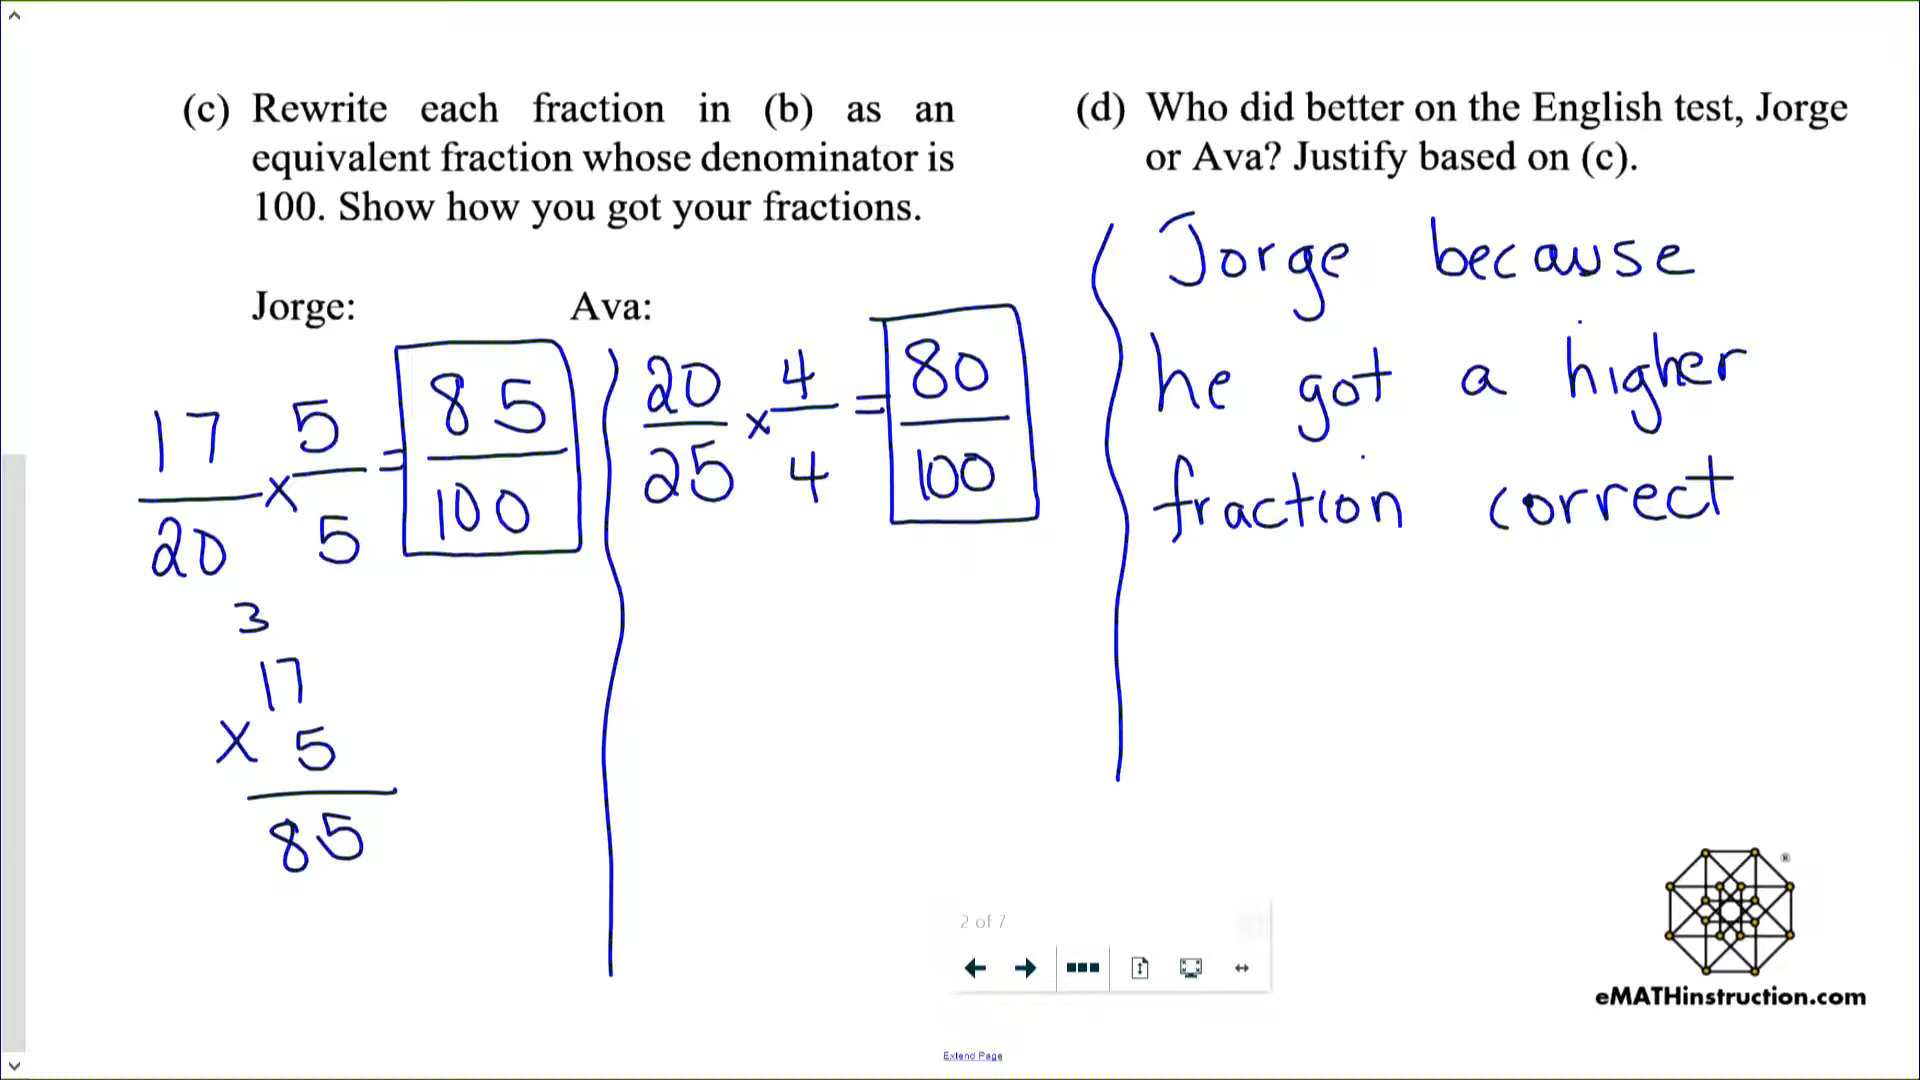 (c) Rewrite each fraction in (b) as an
equivalent fraction whose denominator is
100. Show how you got your fractions.
Jorge:
17/20 × 5/5 = 85/100
3
17
× 5
85
Ava:
20/25 × 4/4 = 80/100
(d) Who did better on the English test, Jorge
or Ava? Justify based on (c).
Jorge because
he got a higher
fraction correct
2 of 7
®
eMATHinstruction.com
Extend Page